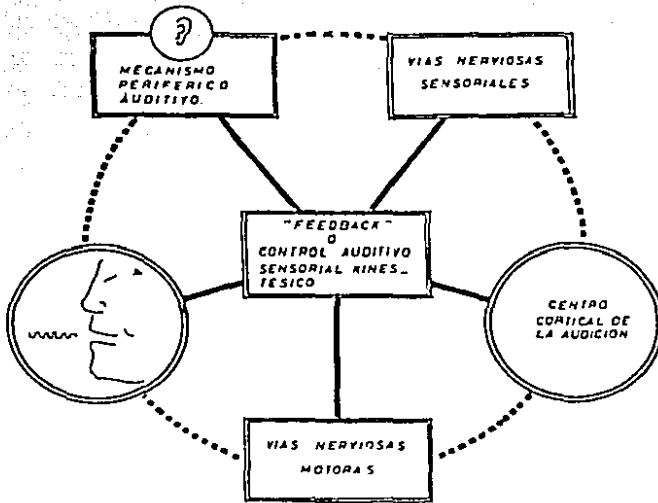 MECANISMO
PERIFERICO
AUDITIVO.
VIAS NERVIOSAS
SENSORIALES
"FEEDBACK"
O
CONTROL AUDITIVO
SENSORIAL KINES_
TESICO
CENTRO
CORTICAL DE
LA AUDICION
VIAS NERVIOSAS
MOTORAS